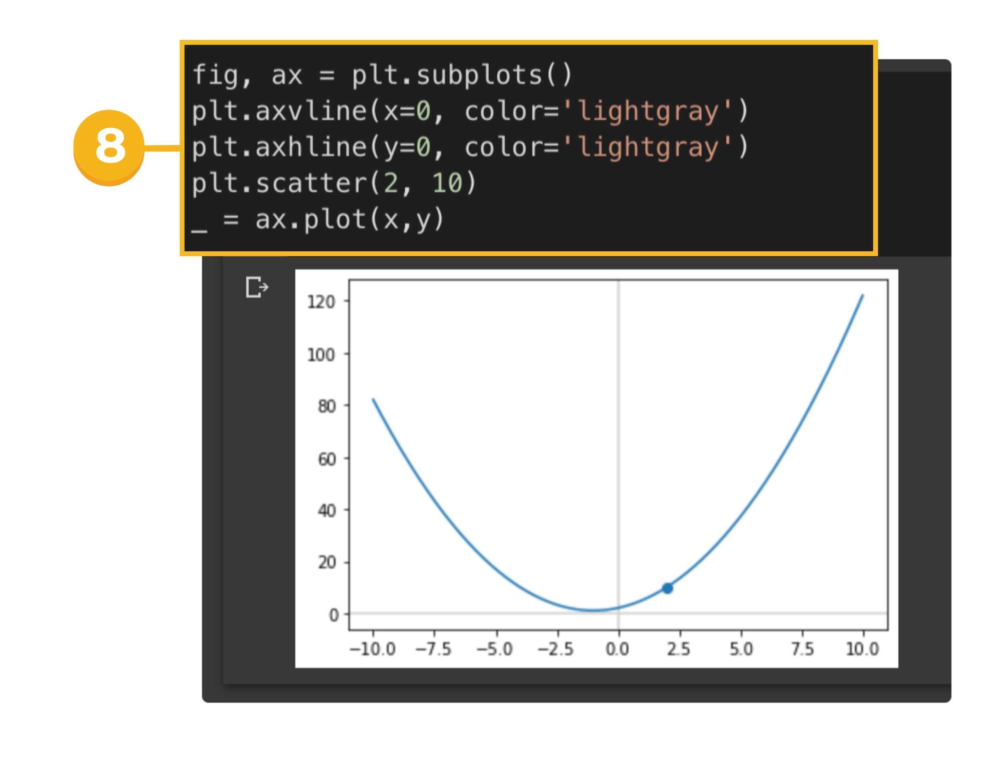 8
fig, ax = plt.subplots()
plt.axvline(x=0, color='lightgray')
plt.axhline(y=0, color='lightgray')
plt.scatter(2, 10)
_ = ax.plot(x,y)
120
100
80
60
40
20
0
−10.0 −7.5 −5.0 −2.5 0.0 2.5 5.0 7.5 10.0